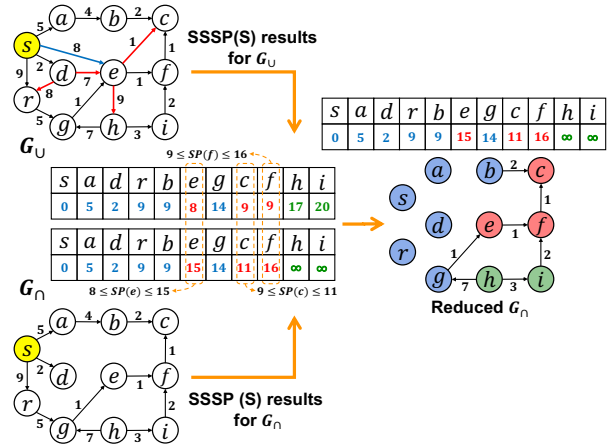 a 4 b 2 c
5
1
s 8
2 9
d 7 e 1 f
1
8
9
r
5 1 2
g 7 h 3 i
G∪
SSSP(S) results
for G∪
s a d r b e g c f h i
0 5 2 9 9 15 14 11 16 ∞ ∞
9 ≤ SP(f) ≤ 16
s a d r b e g c f h i
0 5 2 9 9 8 14 9 9 17 20
s a d r b e g c f h i
0 5 2 9 9 15 14 11 16 ∞ ∞
G∩
8 ≤ SP(e) ≤ 15
9 ≤ SP(c) ≤ 11
a b 2 c
s 1
d e 1 f
r 1 2
g 7 h 3 i
Reduced G∩
a 4 b 2 c
5
s
2 1
9
d e 1 f
r
5 1 2
g 7 h 3 i
SSSP (S) results
for G∩